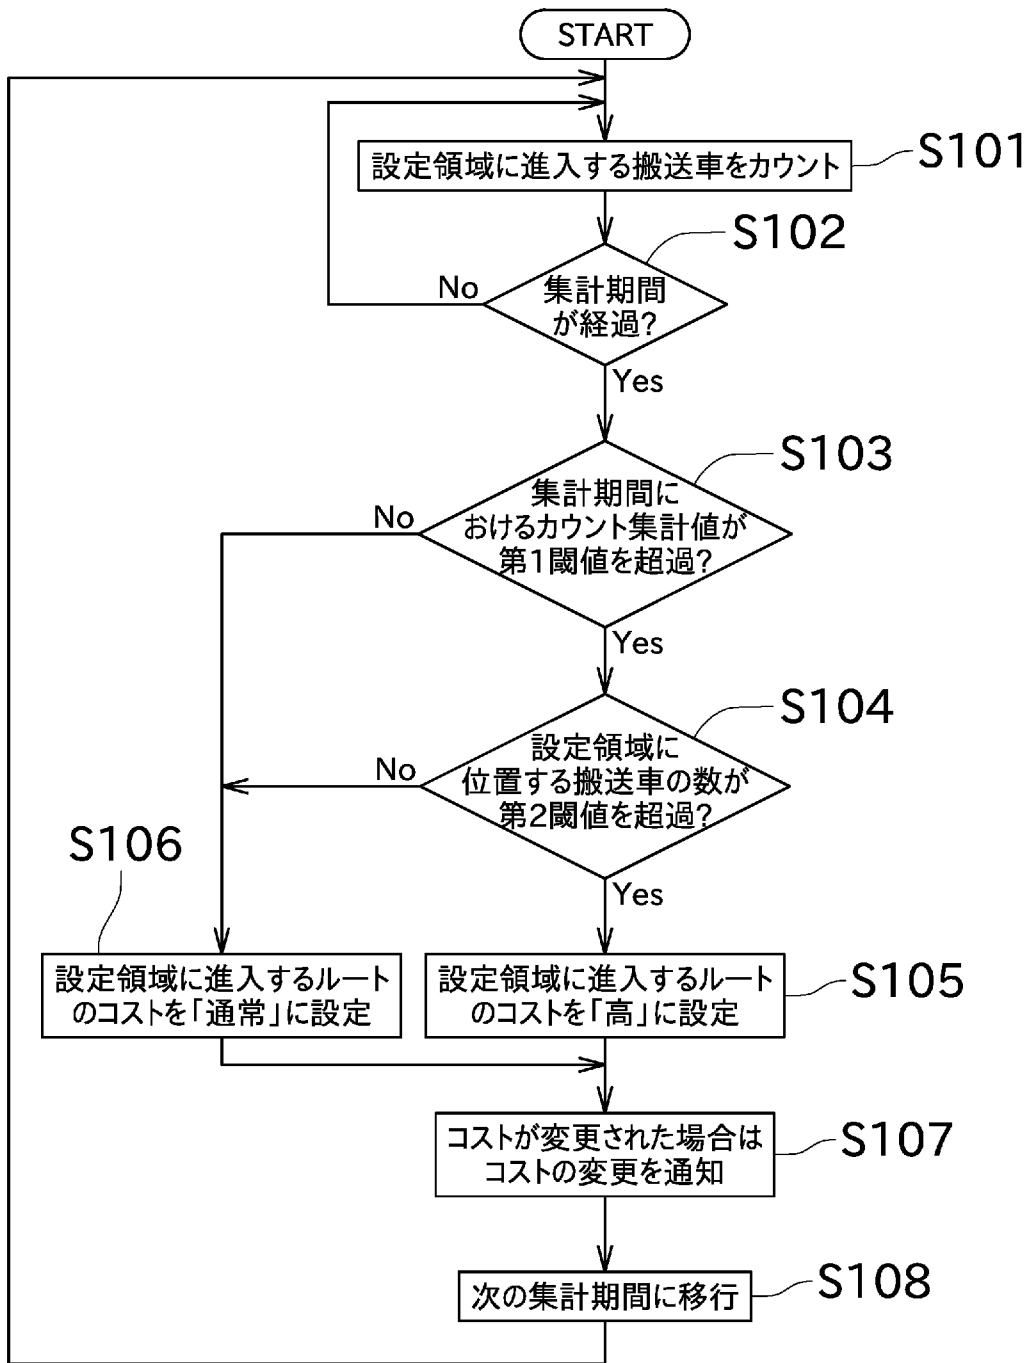 START
設定領域に進入する搬送車をカウント
S101
S102
集計期間
が経過?
No
Yes
S103
集計期間に
おけるカウント集計値が
第1閾値を超過?
No
Yes
S104
設定領域に
位置する搬送車の数が
第2閾値を超過?
No
Yes
S106
設定領域に進入するルート
のコストを「通常」に設定
設定領域に進入するルート
のコストを「高」に設定
S105
コストが変更された場合は
コストの変更を通知
S107
次の集計期間に移行
S108